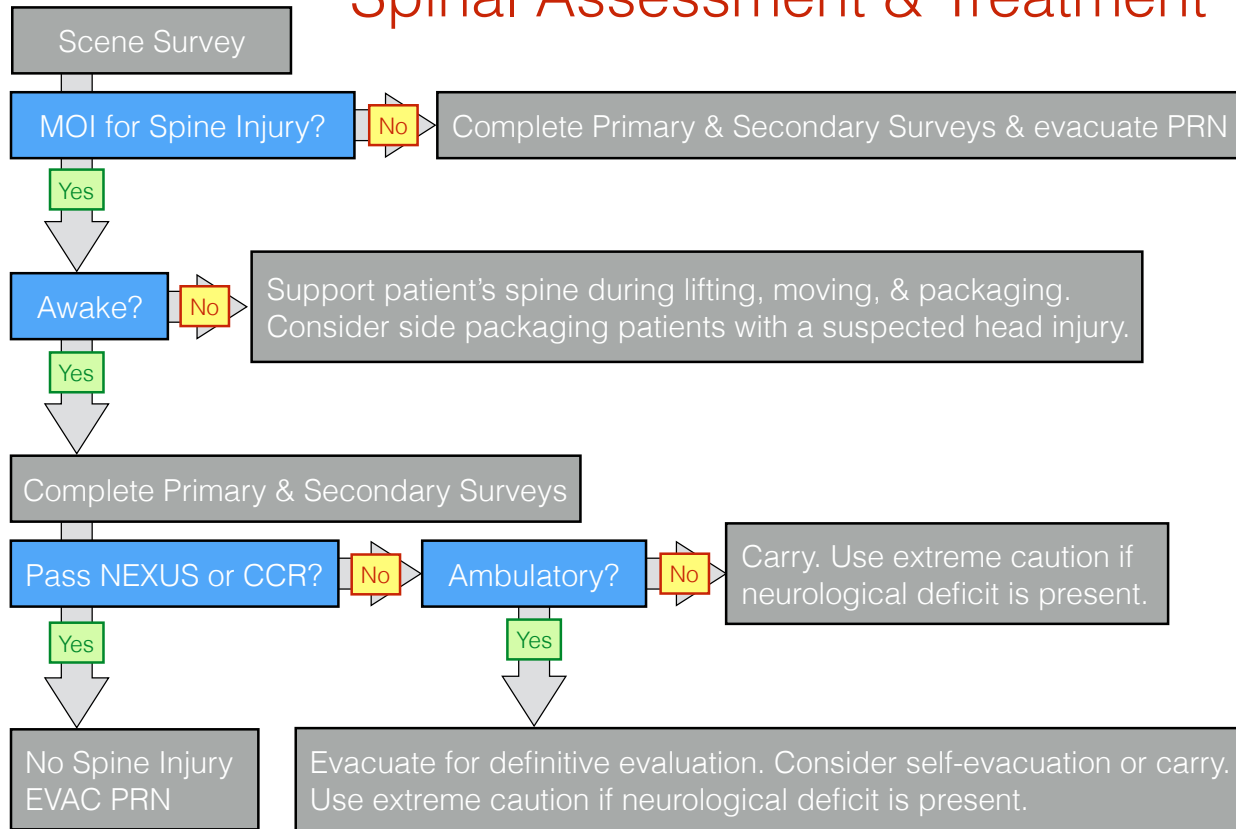 Spinal Assessment & Treatment
Scene Survey
MOI for Spine Injury?
No
Complete Primary & Secondary Surveys & evacuate PRN
Yes
Awake?
No
Support patient’s spine during lifting, moving, & packaging.
Consider side packaging patients with a suspected head injury.
Yes
Complete Primary & Secondary Surveys
Pass NEXUS or CCR?
No
Ambulatory?
No
Carry. Use extreme caution if
neurological deficit is present.
Yes
Yes
No Spine Injury
EVAC PRN
Evacuate for definitive evaluation. Consider self-evacuation or carry.
Use extreme caution if neurological deficit is present.